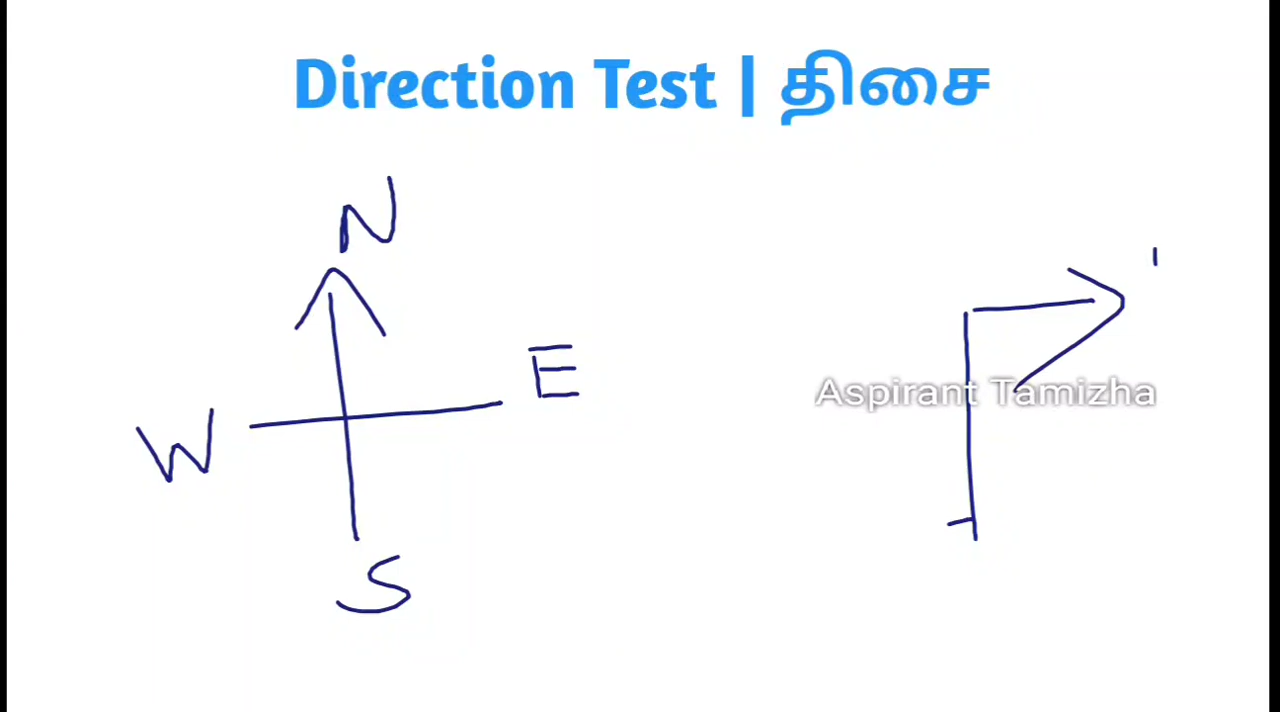 Direction Test | திசை
N
E
W
S
Aspirant Tamizha